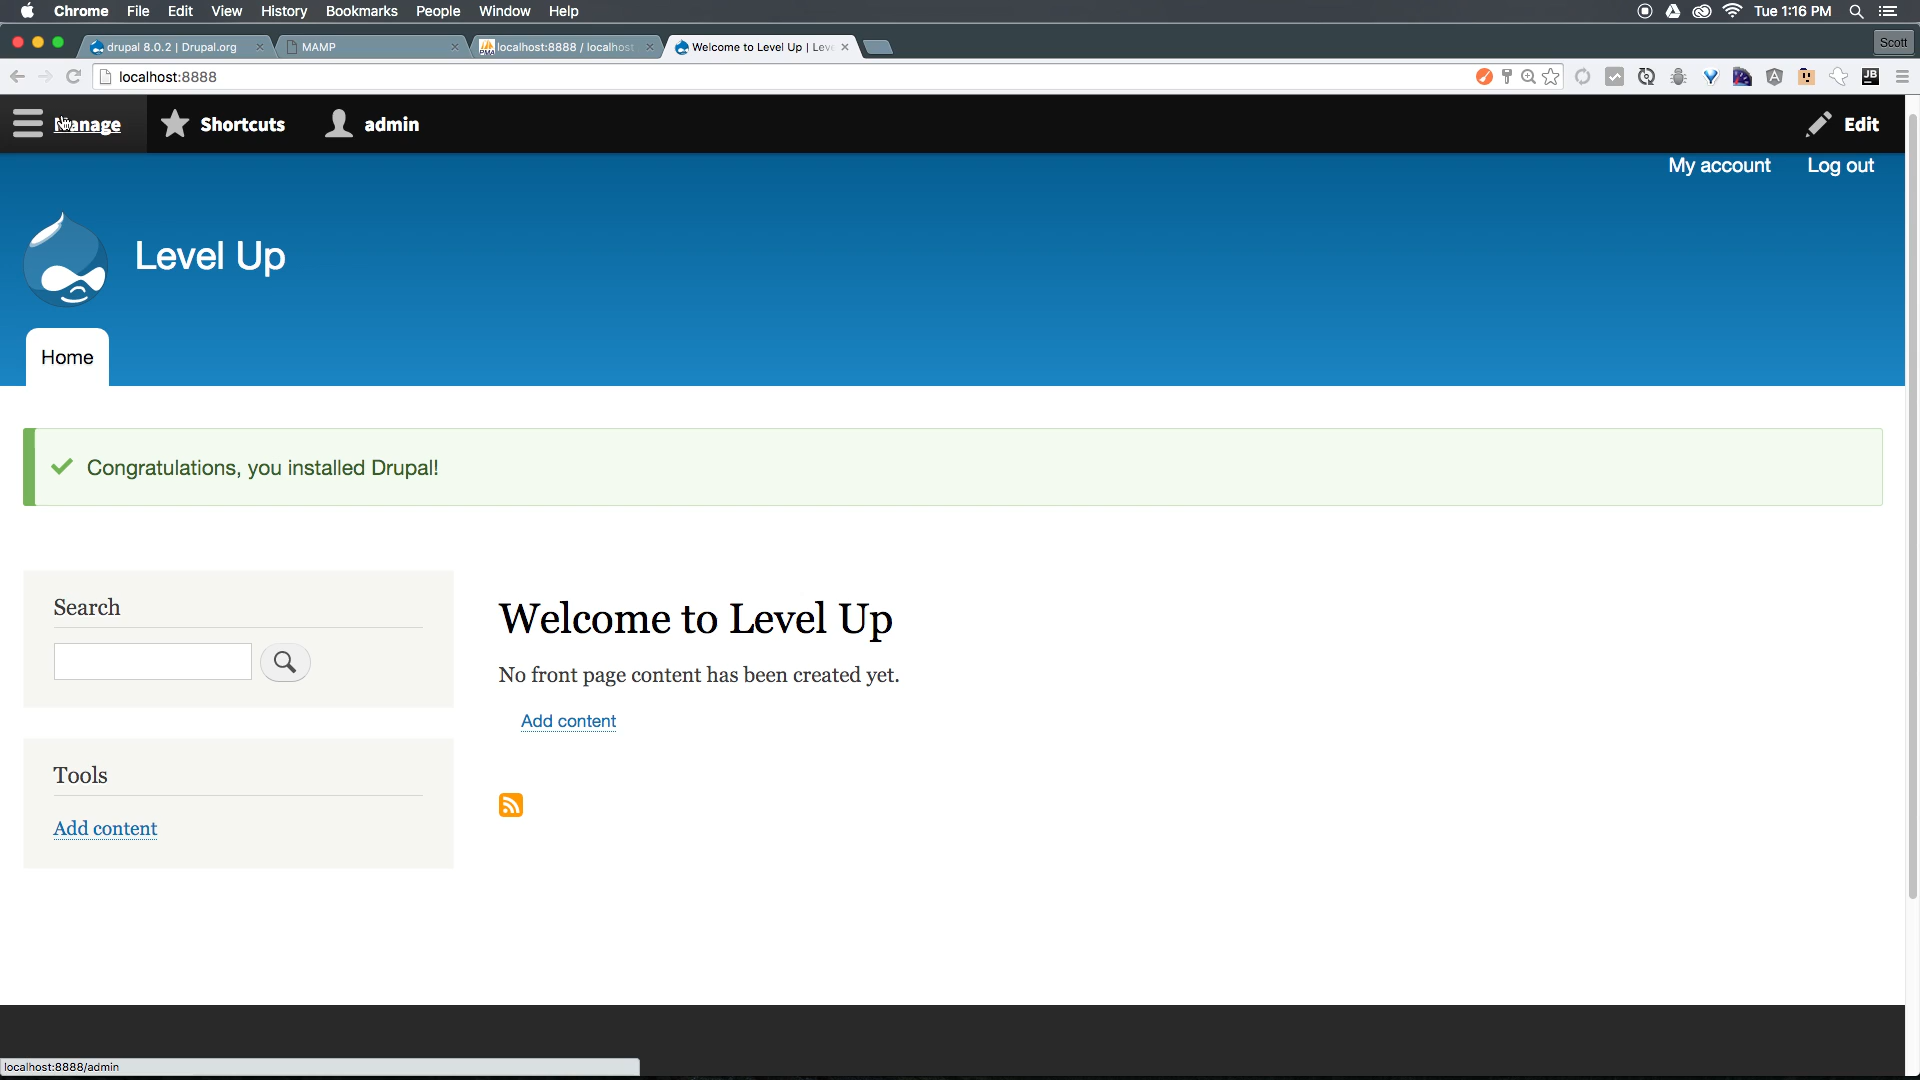 Chrome File Edit View History Bookmarks People Window Help Tue 1:16 PM
drupal 8.0.2 | Drupal.org MAMP localhost:8888 / localhost Welcome to Level Up | Lev Scott
localhost:8888 JB
Manage Shortcuts admin Edit
My account Log out
Level Up
Home
Congratulations, you installed Drupal!
Search
Welcome to Level Up
No front page content has been created yet.
Add content
Tools
Add content
localhost:8888/admin